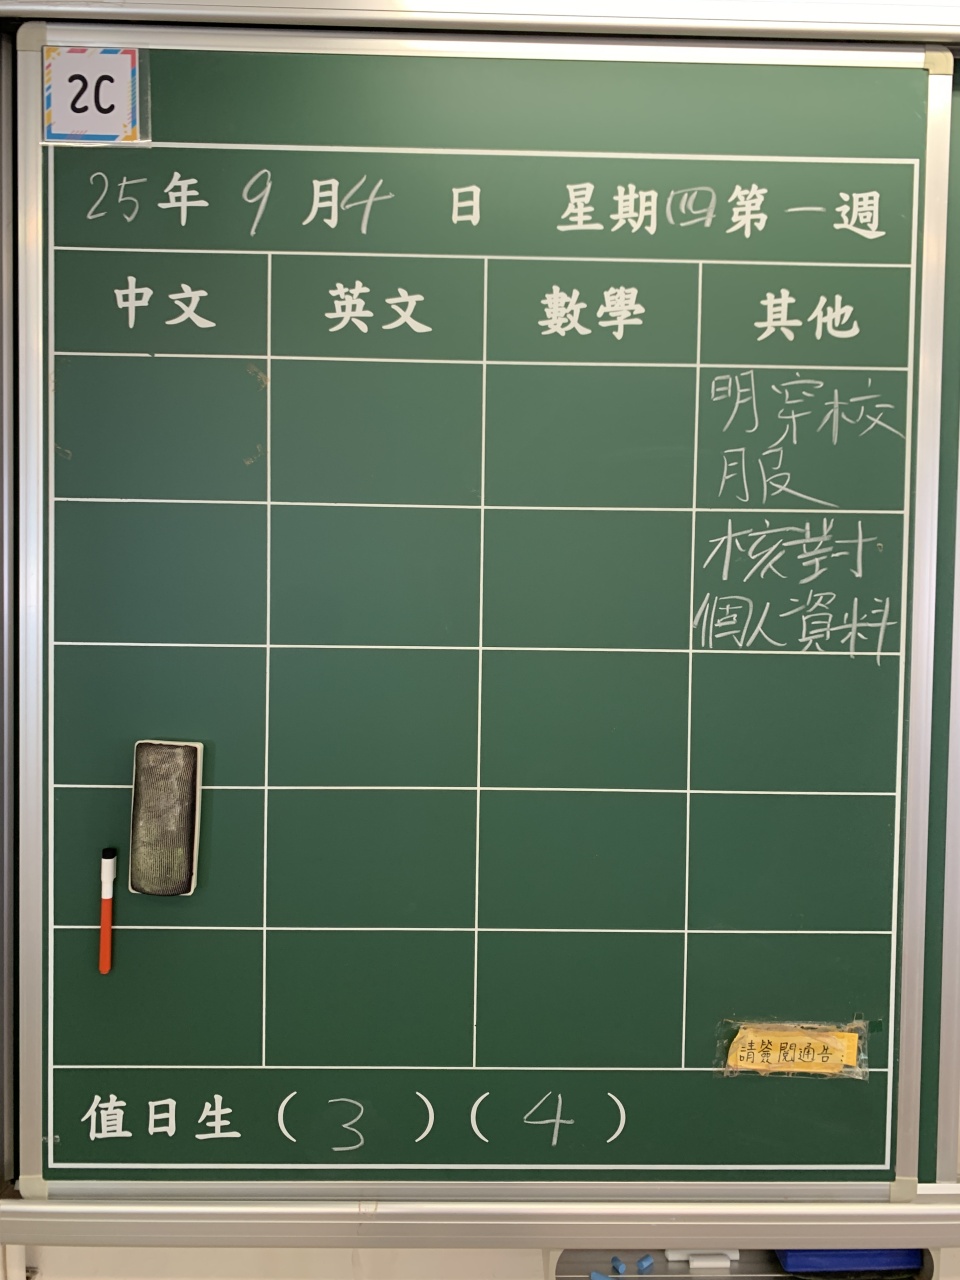 2C
25年 9月4日 星期(四)第一週
中文 英文 數學 其他
明穿校
服
核對
個人資料
請簽閱通告
值日生(3)(4)